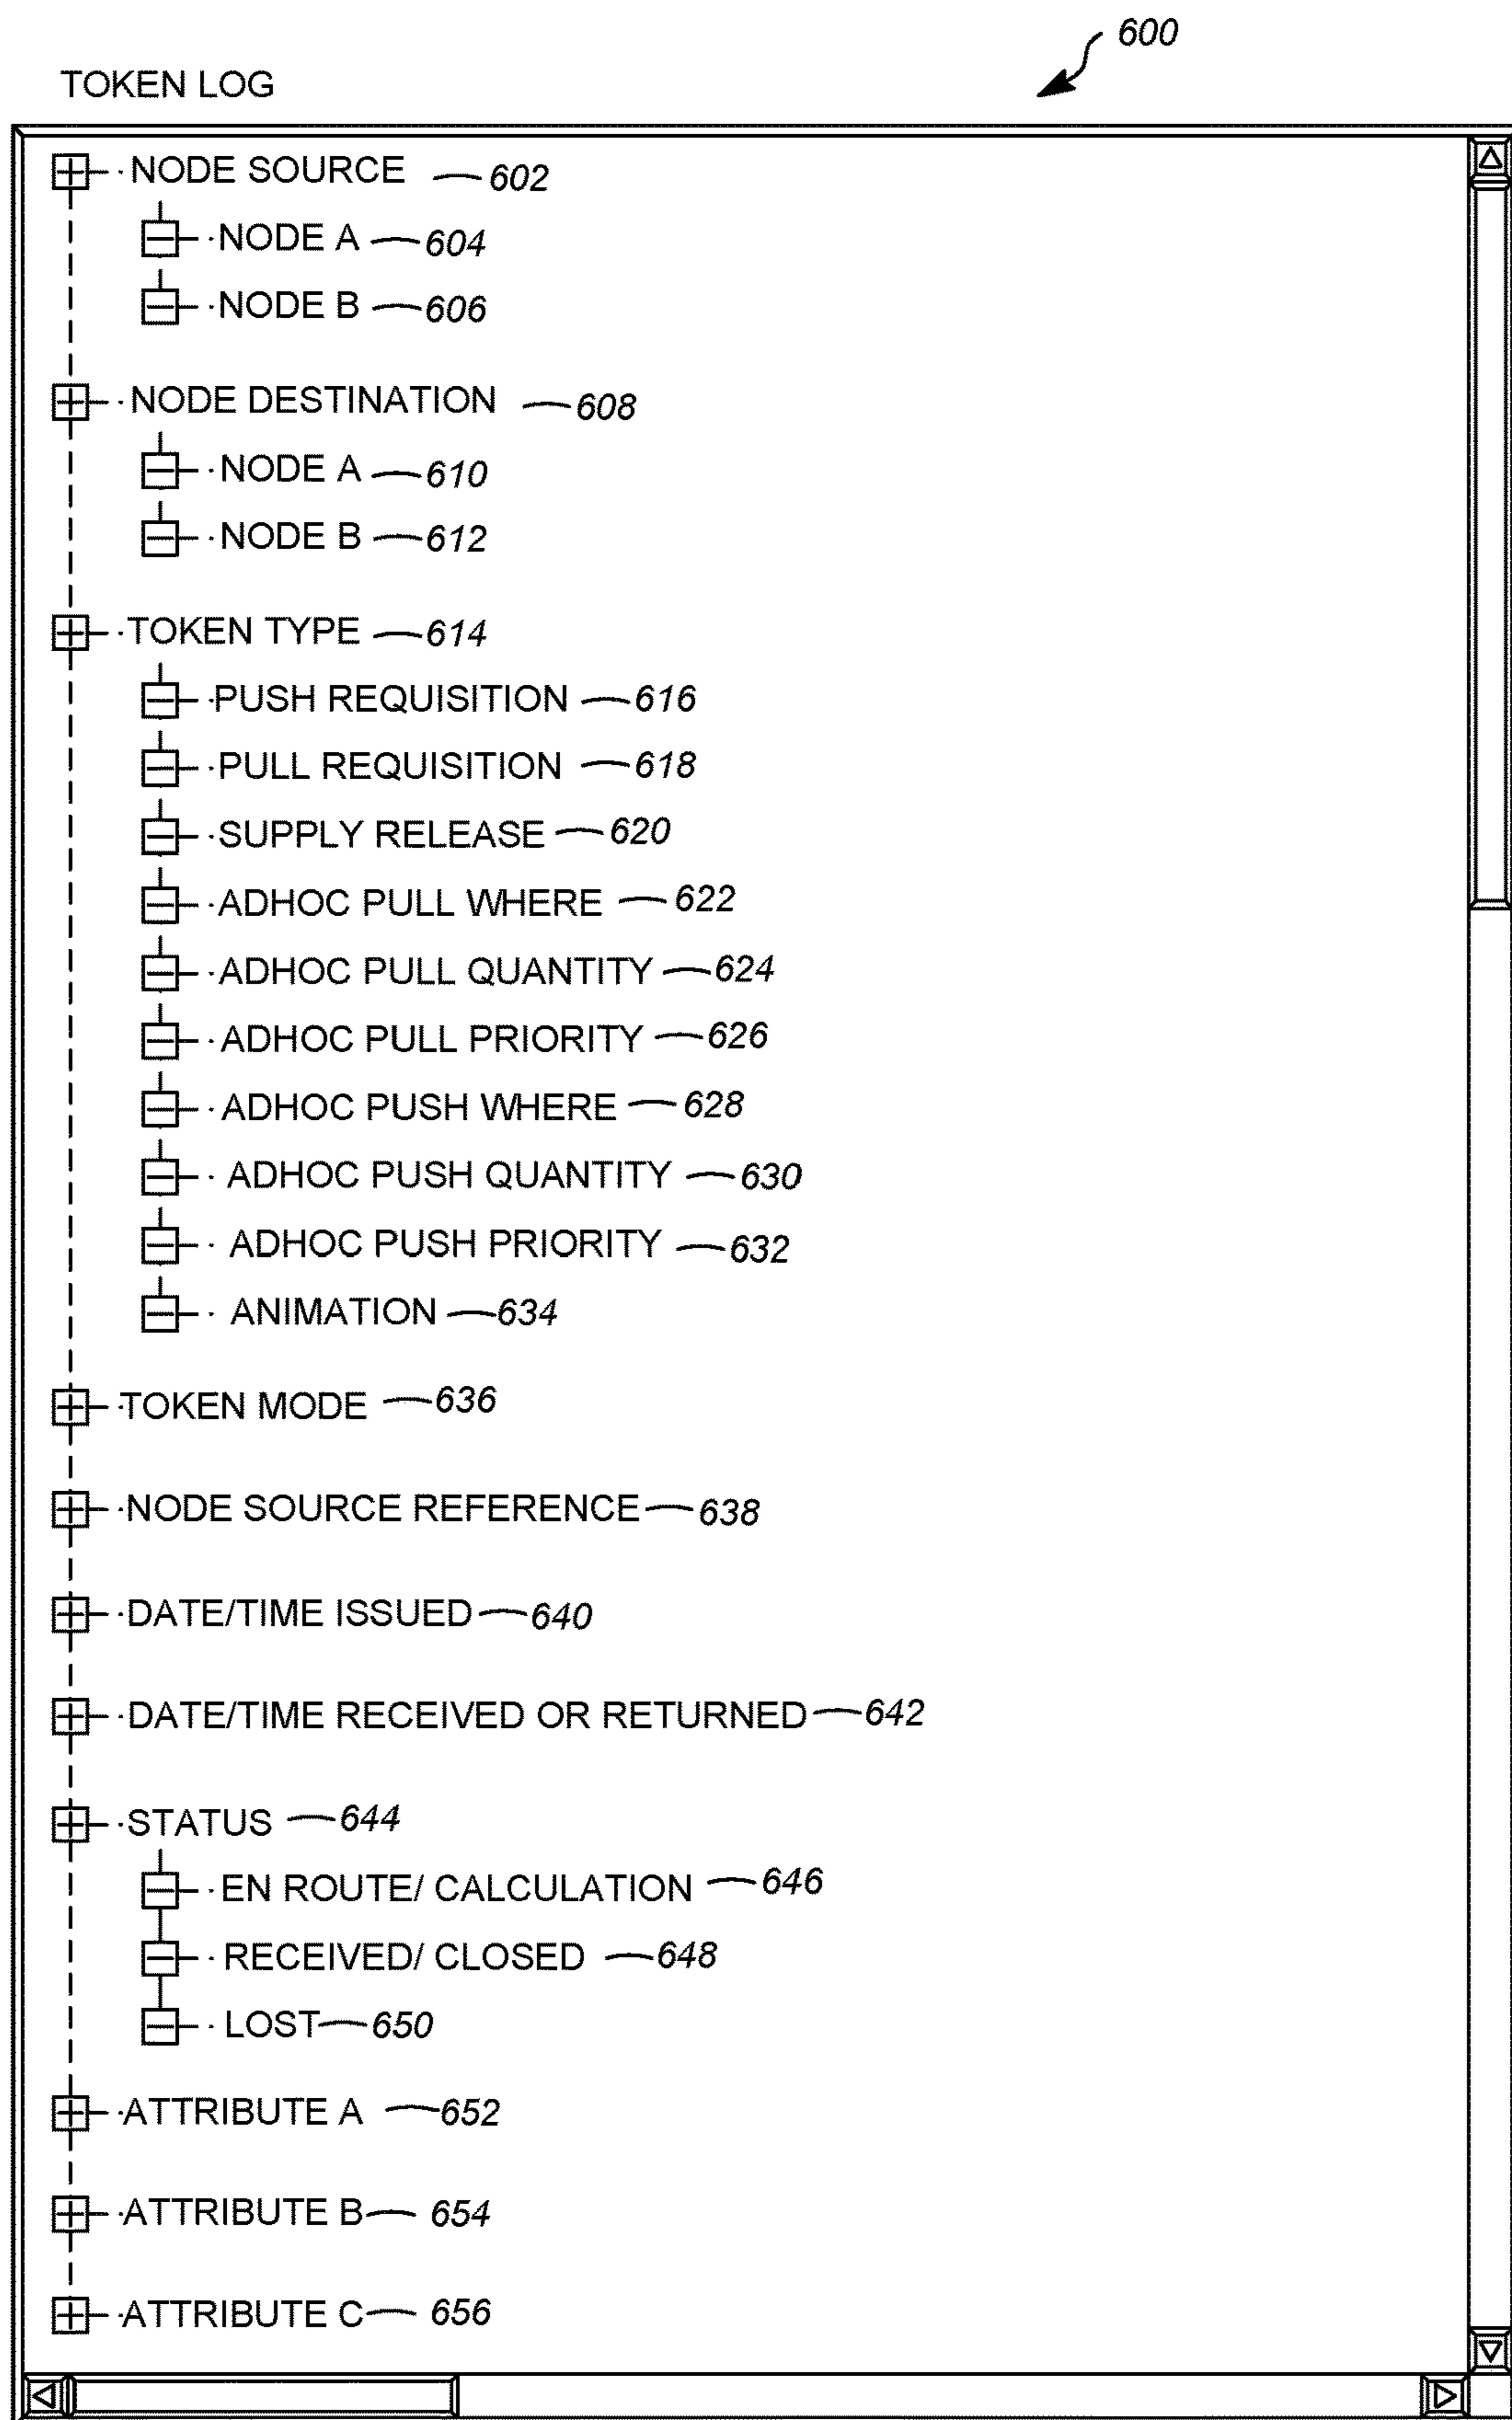 600
TOKEN LOG
NODE SOURCE 602
NODE A 604
NODE B 606
NODE DESTINATION 608
NODE A 610
NODE B 612
TOKEN TYPE 614
PUSH REQUISITION 616
PULL REQUISITION 618
SUPPLY RELEASE 620
ADHOC PULL WHERE 622
ADHOC PULL QUANTITY 624
ADHOC PULL PRIORITY 626
ADHOC PUSH WHERE 628
ADHOC PUSH QUANTITY 630
ADHOC PUSH PRIORITY 632
ANIMATION 634
TOKEN MODE 636
NODE SOURCE REFERENCE 638
DATE/TIME ISSUED 640
DATE/TIME RECEIVED OR RETURNED 642
STATUS 644
EN ROUTE/ CALCULATION 646
RECEIVED/ CLOSED 648
LOST 650
ATTRIBUTE A 652
ATTRIBUTE B 654
ATTRIBUTE C 656